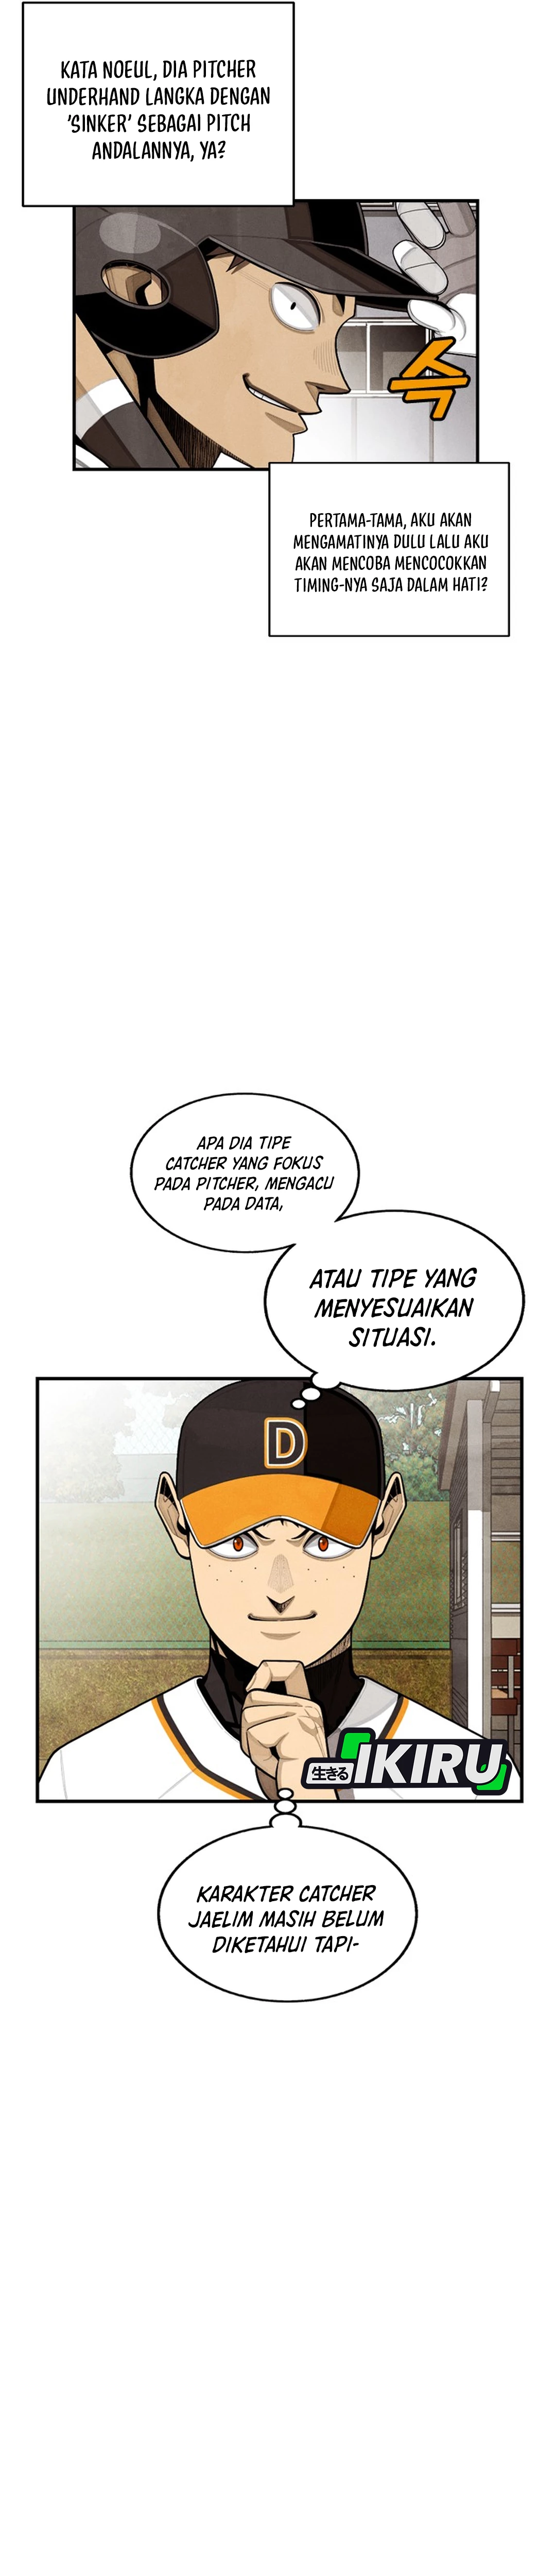 KATA NOEUL, DIA PITCHER
UNDERHAND LANGKA DENGAN
'SINKER' SEBAGAI PITCH
ANDALANNYA, YA?
슥
PERTAMA-TAMA, AKU AKAN
MENGAMATINYA DULU LALU AKU
AKAN MENCOBA MENCOCOKKAN
TIMING-NYA SAJA DALAM HATI?
APA DIA TIPE
CATCHER YANG FOKUS
PADA PITCHER, MENGACU
PADA DATA,
ATAU TIPE YANG
MENYESUAIKAN
SITUASI.
D
生きる IKIRU
KARAKTER CATCHER
JAELIM MASIH BELUM
DIKETAHUI TAPI-